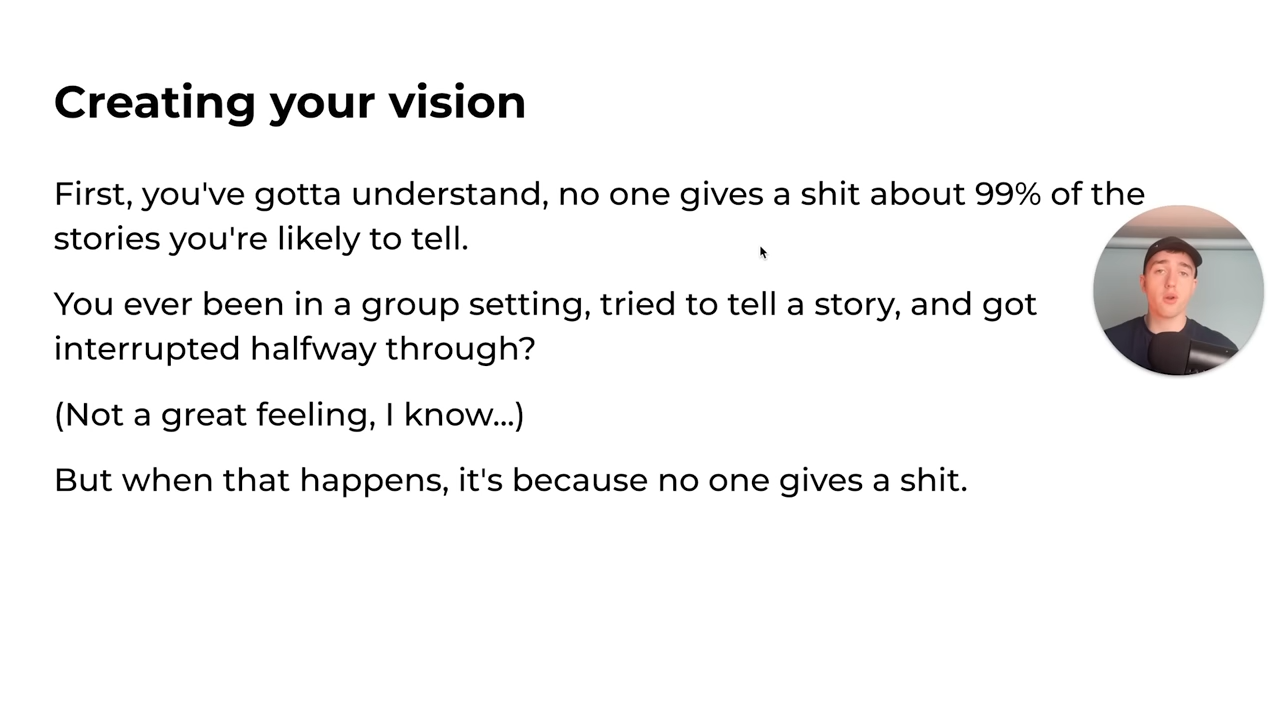 Creating your vision
First, you've gotta understand, no one gives a shit about 99% of the
stories you're likely to tell.
You ever been in a group setting, tried to tell a story, and got
interrupted halfway through?
(Not a great feeling, I know...)
But when that happens, it's because no one gives a shit.